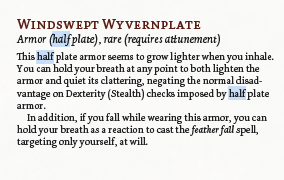 Windswept Wyvernplate
Armor (half plate), rare (requires attunement)
This half plate armor seems to grow lighter when you inhale.
You can hold your breath at any point to both lighten the
armor and quiet its clattering, negating the normal disad-
vantage on Dexterity (Stealth) checks imposed by half plate
armor.
In addition, if you fall while wearing this armor, you can
hold your breath as a reaction to cast the feather fall spell,
targeting only yourself, at will.